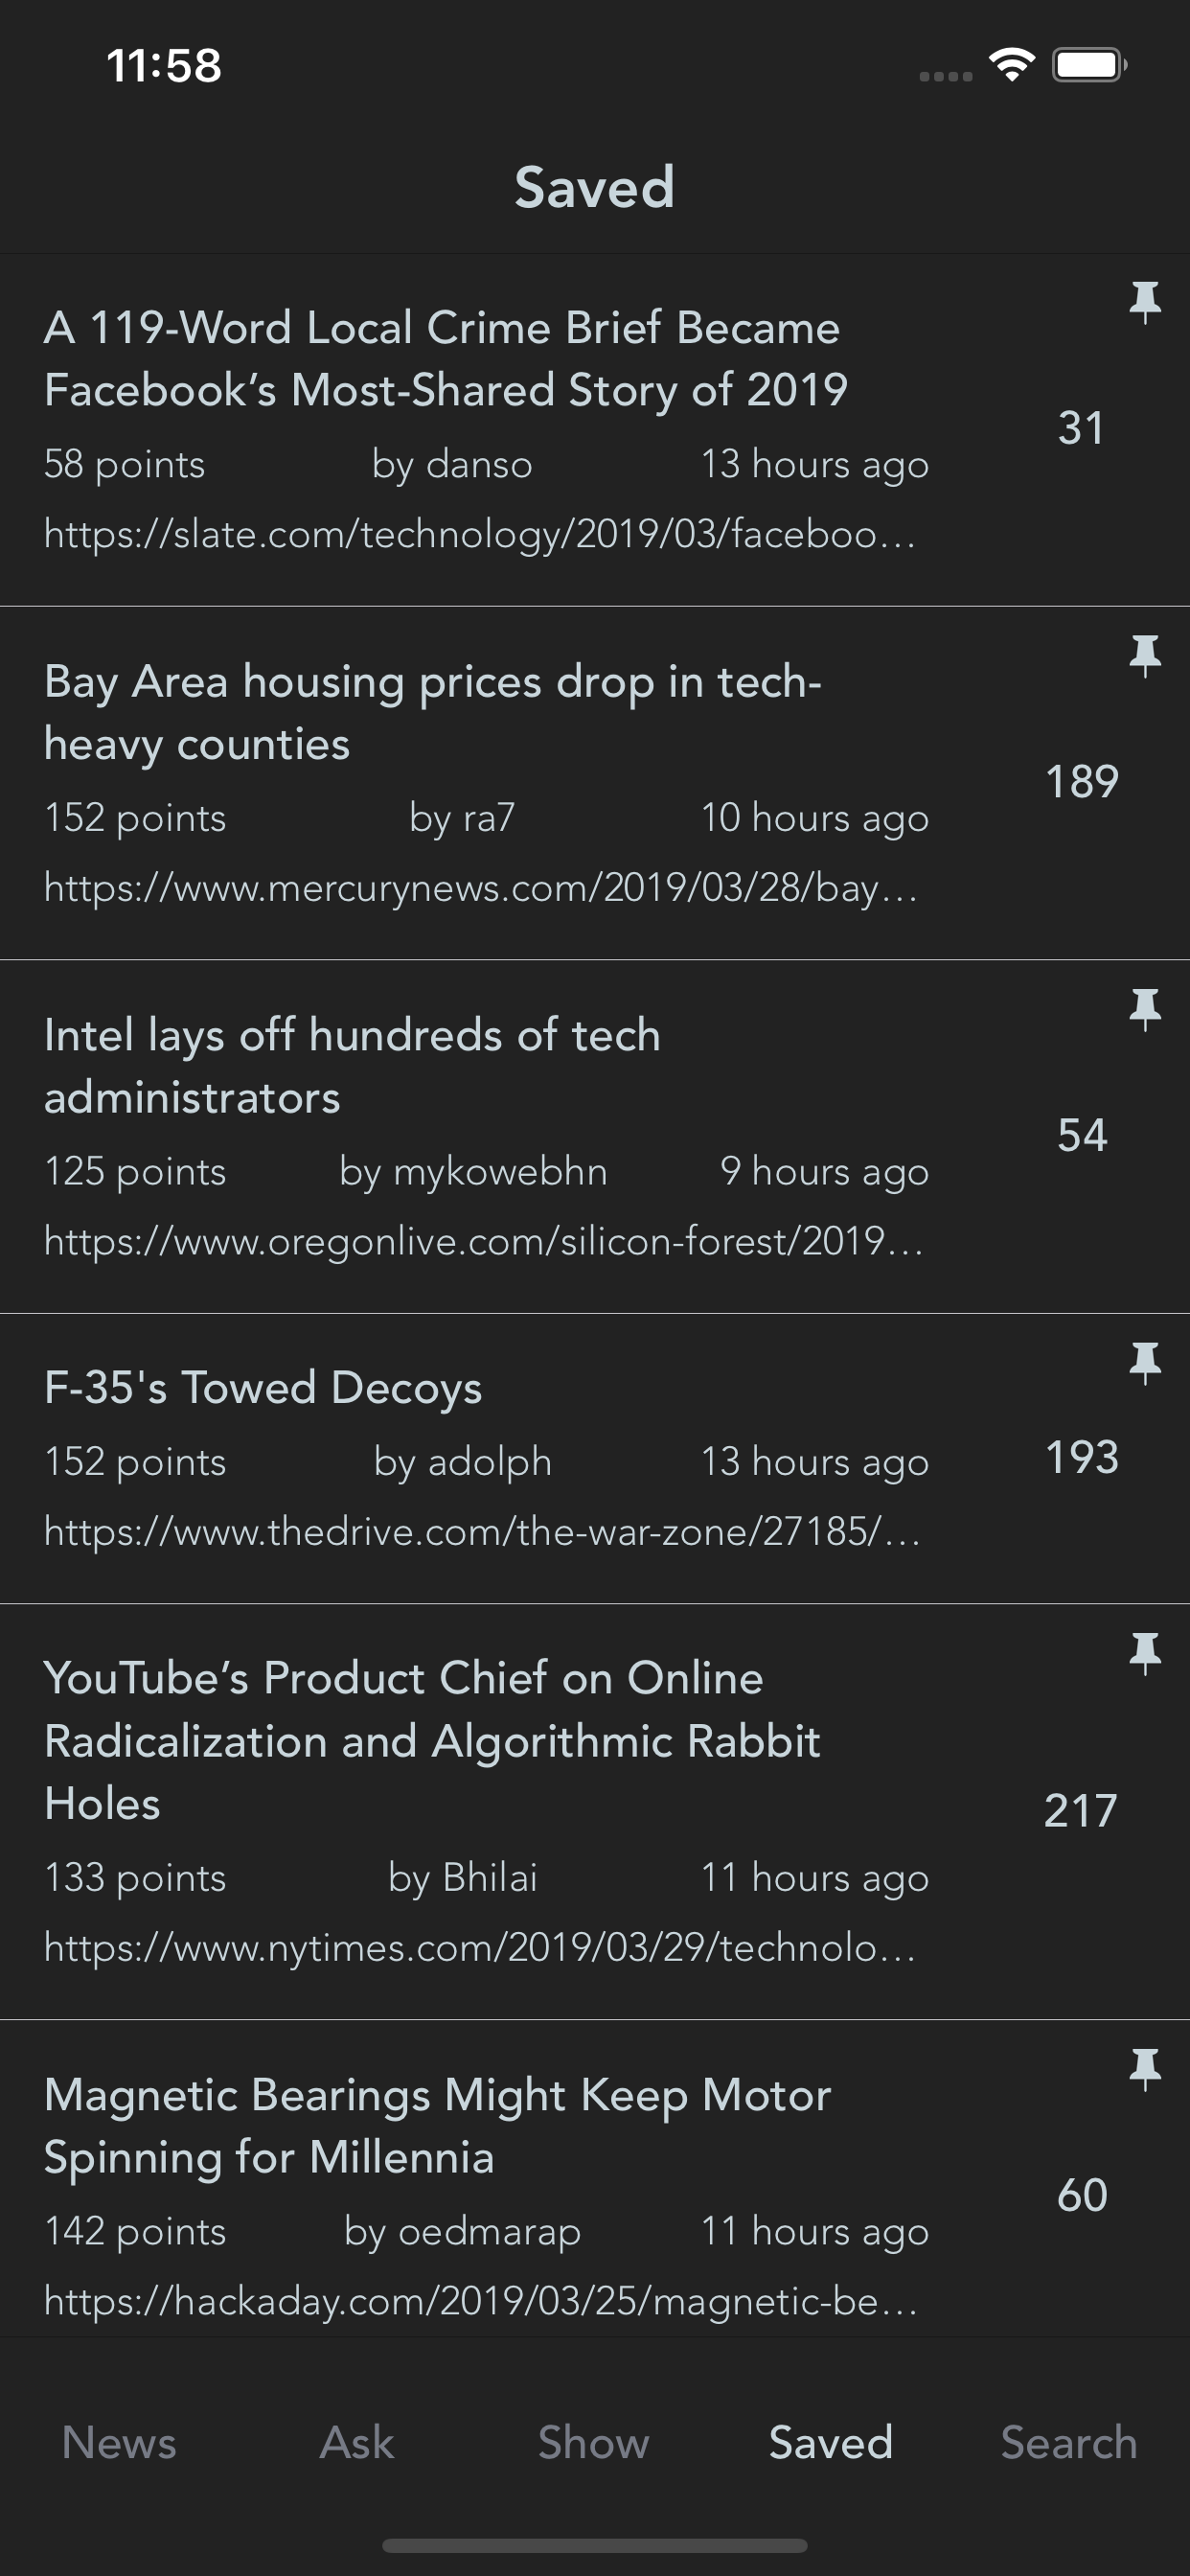 11:58
Saved
A 119-Word Local Crime Brief Became
Facebook’s Most-Shared Story of 2019
31
58 points by danso 13 hours ago
https://slate.com/technology/2019/03/faceboo…
Bay Area housing prices drop in tech-
heavy counties
189
152 points by ra7 10 hours ago
https://www.mercurynews.com/2019/03/28/bay…
Intel lays off hundreds of tech
administrators
54
125 points by mykowebhn 9 hours ago
https://www.oregonlive.com/silicon-forest/2019…
F-35's Towed Decoys
193
152 points by adolph 13 hours ago
https://www.thedrive.com/the-war-zone/27185/…
YouTube’s Product Chief on Online
Radicalization and Algorithmic Rabbit
Holes
217
133 points by Bhilai 11 hours ago
https://www.nytimes.com/2019/03/29/technolo…
Magnetic Bearings Might Keep Motor
Spinning for Millennia
60
142 points by oedmarap 11 hours ago
https://hackaday.com/2019/03/25/magnetic-be…
News Ask Show Saved Search